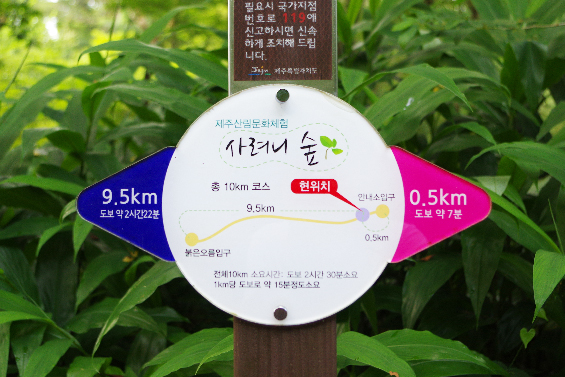 필요시 국가지점
번호로 119에
신고하시면 신속
하게 조치해 드립
니다.
Jeju 제주특별자치도
제주산림문화체험
사려니 숲
총 10km 코스
현위치
안내소입구
9.5km
0.5km
붉은오름입구
전체10km 소요시간: 도보 2시간 30분소요
1km당 도보로 약 15분정도소요
9.5km
도보 약 2시간22분
0.5km
도보 약 7분